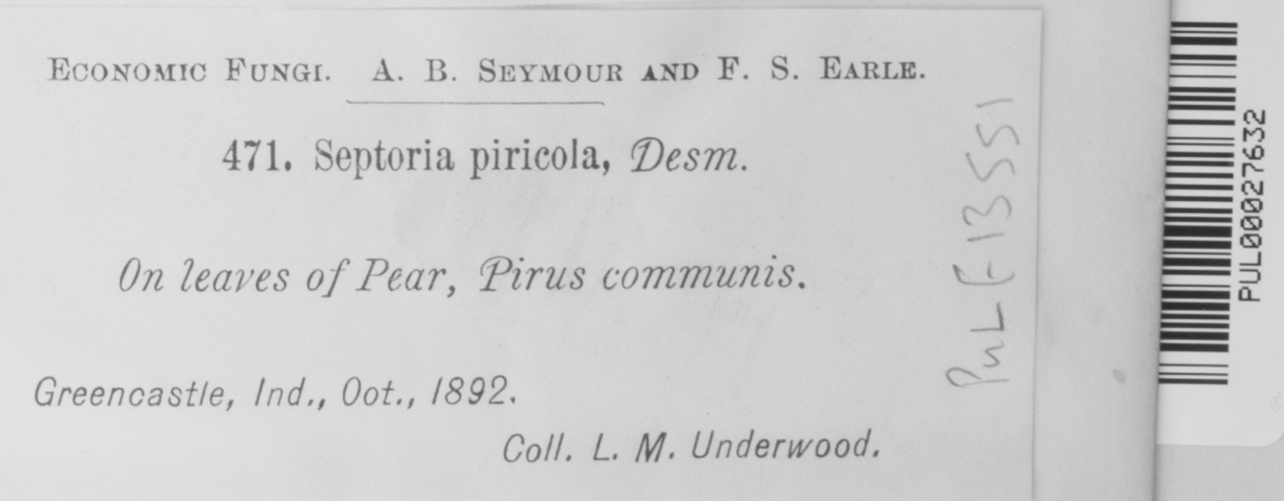 ECONOMIC FUNGI. A. B. SEYMOUR AND F. S. EARLE.
471. Septoria piricola, Desm.
On leaves of Pear, Pirus communis.
Greencastle, Ind., Oct., 1892.
Coll. L. M. Underwood.
PuL F-13551
PUL00027632